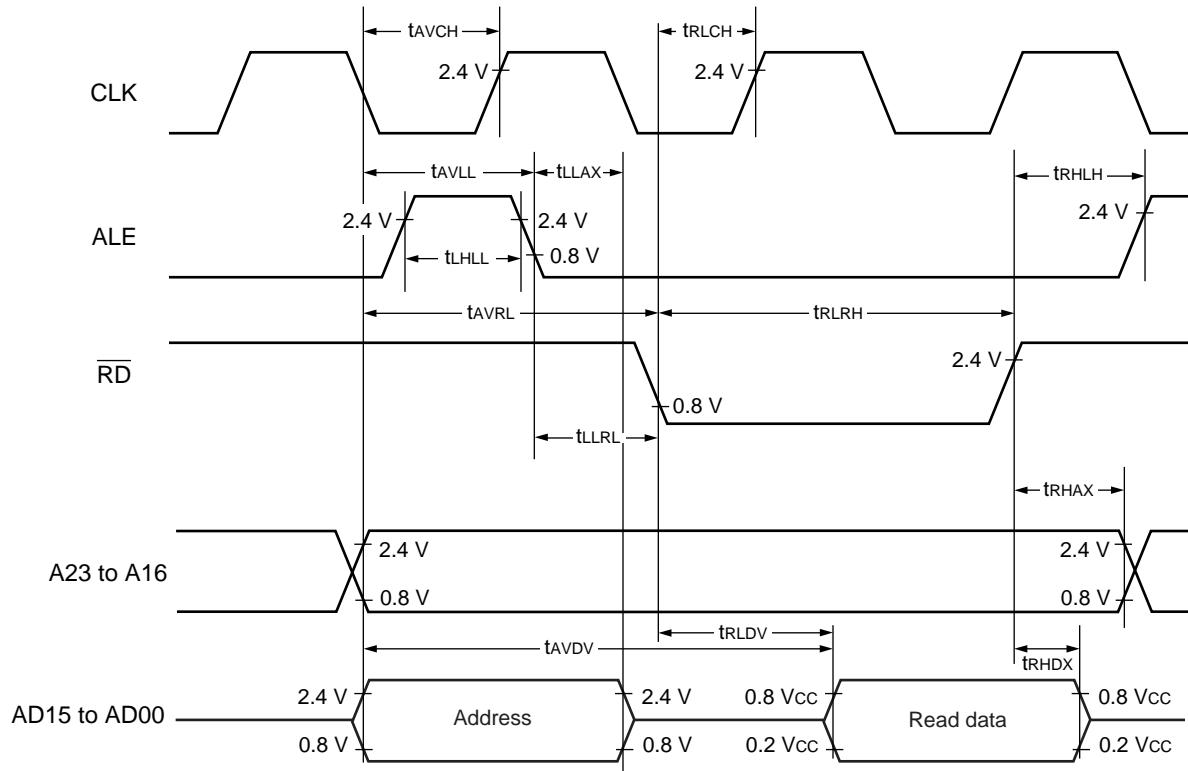 tAVCH
tRLCH
2.4 V
2.4 V
CLK
tAVLL
tLLAX
tRHLH
2.4 V
2.4 V
2.4 V
ALE
0.8 V
tLHLL
tAVRL
tRLRH
RD
2.4 V
0.8 V
tLLRL
tRHAX
2.4 V
2.4 V
A23 to A16
0.8 V
0.8 V
tRLDV
tAVDV
tRHDX
2.4 V
2.4 V
0.8 VCC
0.8 VCC
AD15 to AD00
Address
Read data
0.8 V
0.8 V
0.2 VCC
0.2 VCC